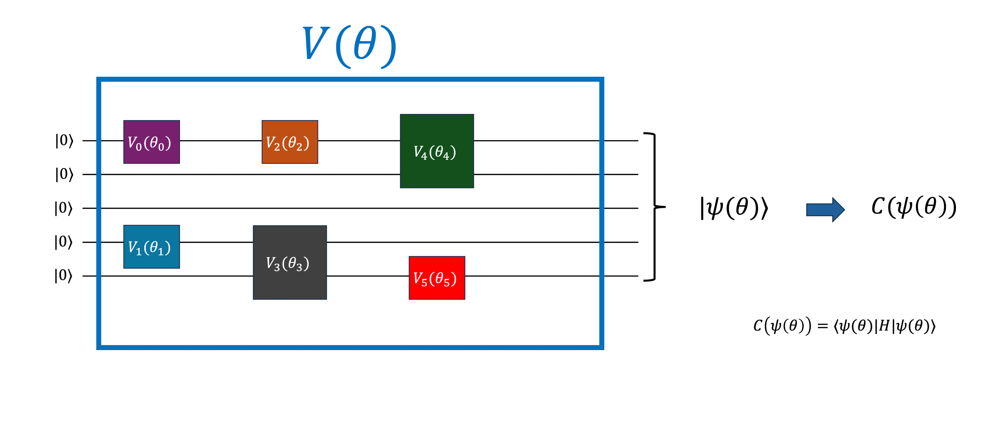 V(θ)
|0⟩ V₀(θ₀) V₂(θ₂) V₄(θ₄)
|0⟩
|0⟩ |ψ(θ)⟩ C(ψ(θ))
|0⟩ V₁(θ₁) V₃(θ₃)
|0⟩ V₅(θ₅)
C(ψ(θ)) = ⟨ψ(θ)|H|ψ(θ)⟩